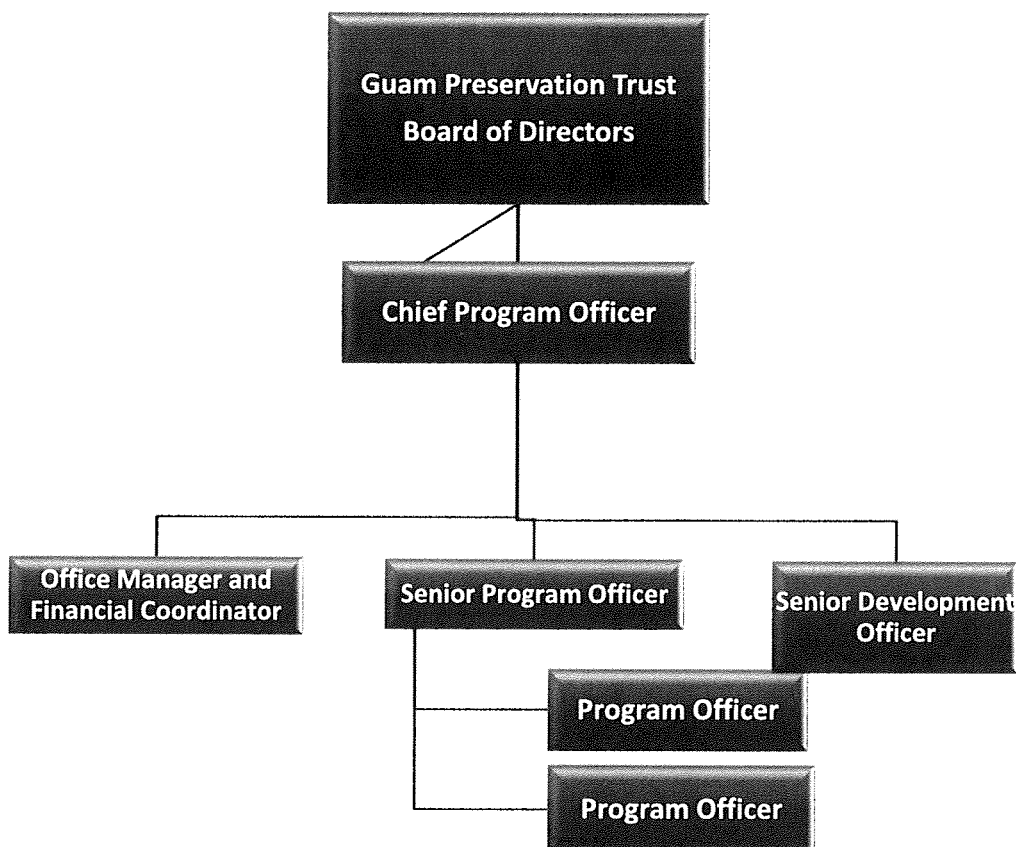 Guam Preservation Trust
Board of Directors
Chief Program Officer
Office Manager and
Financial Coordinator
Senior Program Officer
Senior Development
Officer
Program Officer
Program Officer